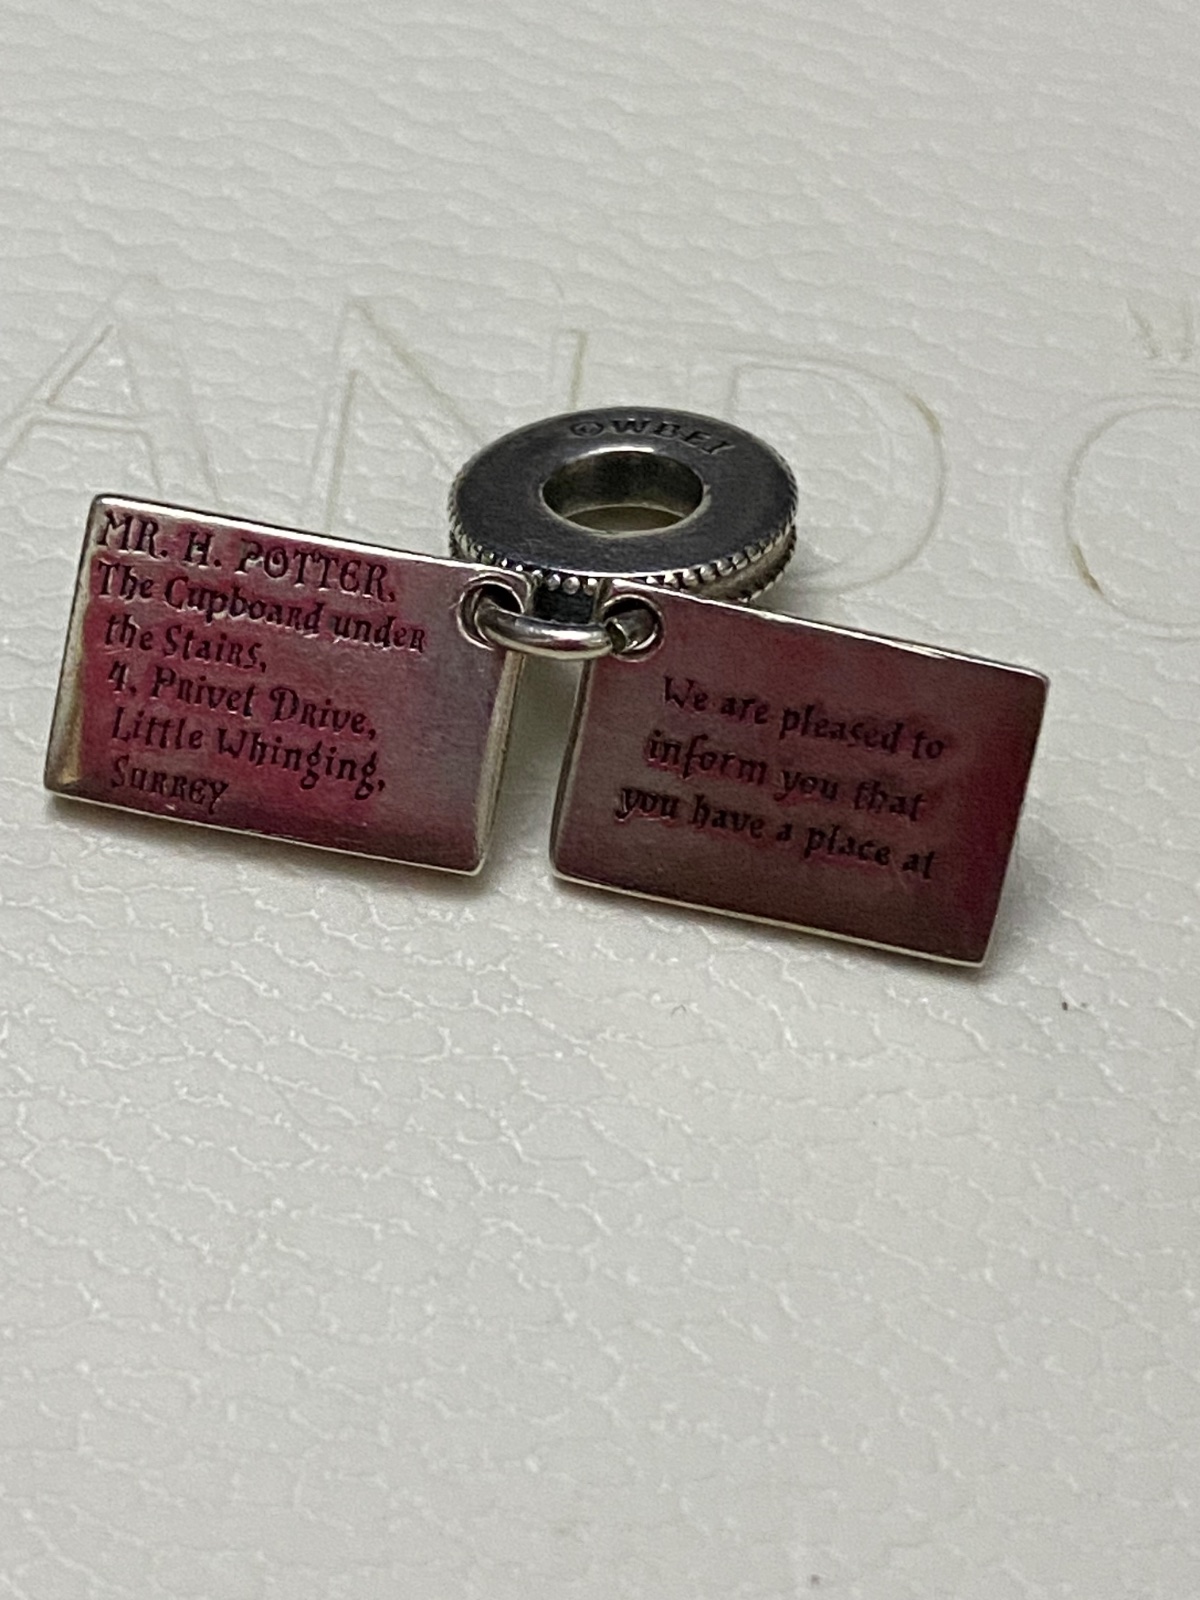 AND O
©WBEI
MR. H. POTTER,
The Cupboard under
the Stairs,
4, Privet Drive,
Little Whinging,
SURREY
We are pleased to
inform you that
you have a place at